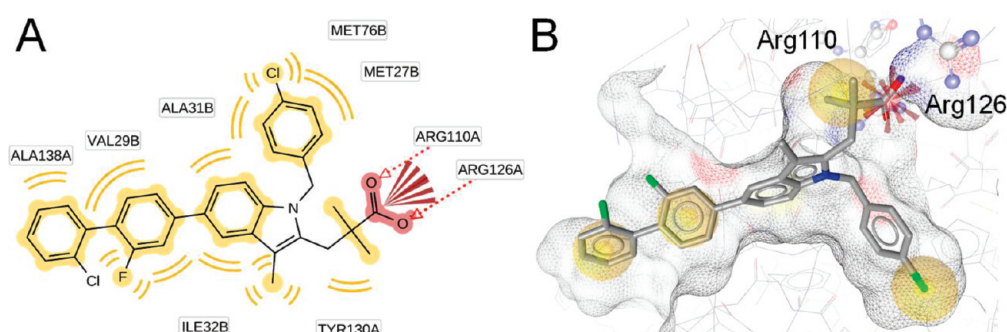 A
B
MET76B
MET27B
Cl
ALA31B
Arg110
VAL29B
ARG110A
Arg126
ALA138A
ARG126A
O
O
N
Cl
F
ILE32B
TYR130A